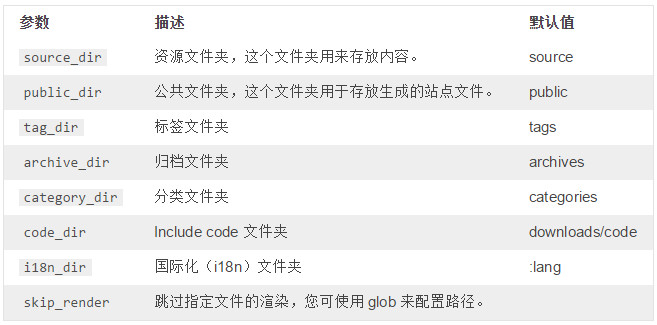 参数 描述 默认值
source_dir 资源文件夹，这个文件夹用来存放内容。 source
public_dir 公共文件夹，这个文件夹用于存放生成的站点文件。 public
tag_dir 标签文件夹 tags
archive_dir 归档文件夹 archives
category_dir 分类文件夹 categories
code_dir Include code 文件夹 downloads/code
i18n_dir 国际化（i18n）文件夹 :lang
skip_render 跳过指定文件的渲染，您可使用 glob 来配置路径。